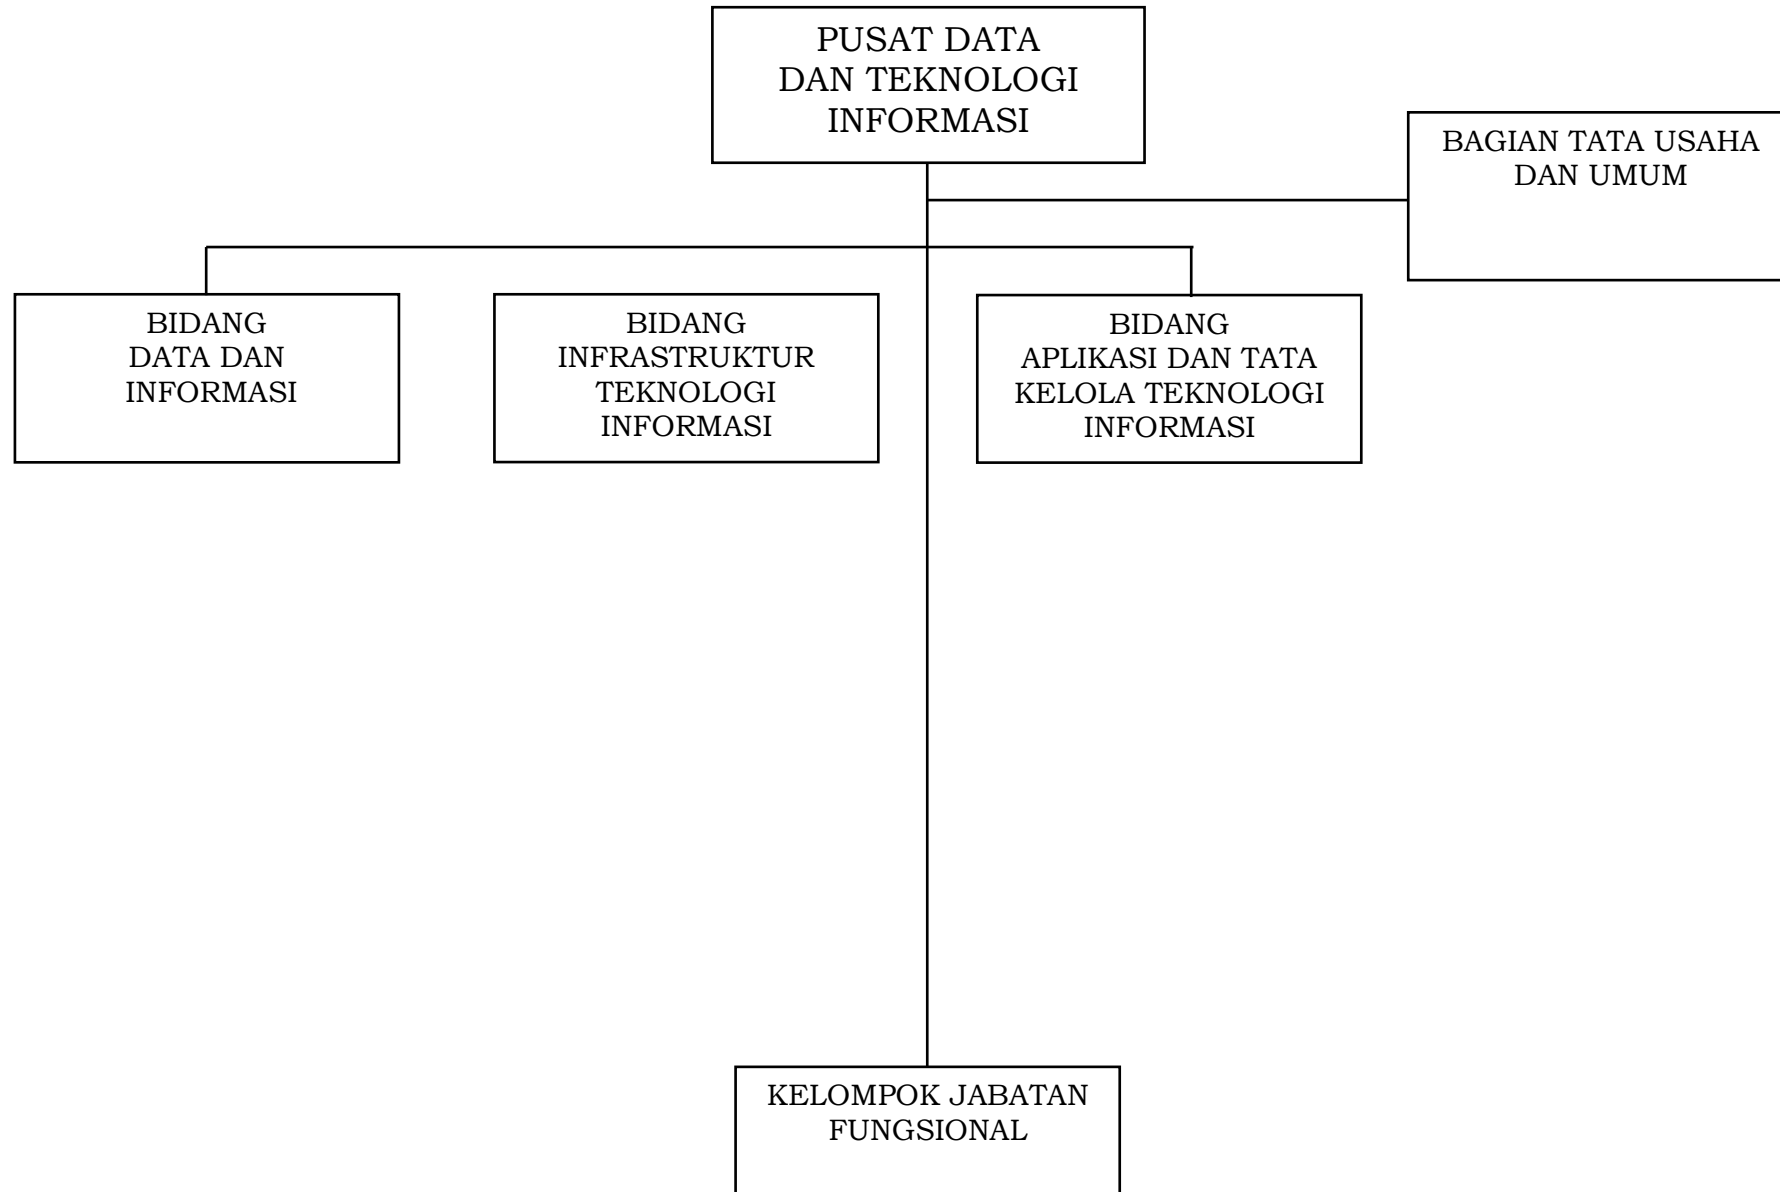 PUSAT DATA
DAN TEKNOLOGI
INFORMASI
BAGIAN TATA USAHA
DAN UMUM
BIDANG
DATA DAN
INFORMASI
BIDANG
INFRASTRUKTUR
TEKNOLOGI
INFORMASI
BIDANG
APLIKASI DAN TATA
KELOLA TEKNOLOGI
INFORMASI
KELOMPOK JABATAN
FUNGSIONAL